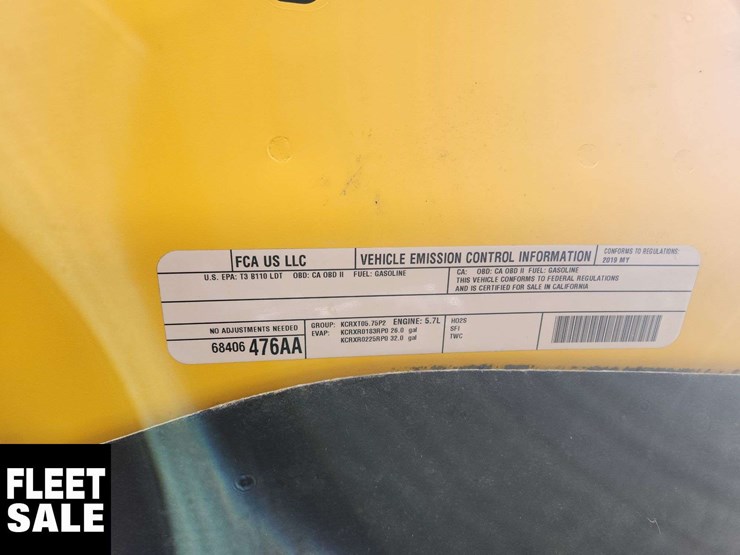 FCA US LLC
VEHICLE EMISSION CONTROL INFORMATION
CONFORMS TO REGULATIONS:
2019 MY
U.S. EPA: T3 B110 LDT OBD: CA OBD II FUEL: GASOLINE
CA: OBD: CA OBD II FUEL: GASOLINE
THIS VEHICLE CONFORMS TO FEDERAL REGULATIONS
AND IS CERTIFIED FOR SALE IN CALIFORNIA
NO ADJUSTMENTS NEEDED
68406 476AA
GROUP: KCRXT05.75P2 ENGINE: 5.7L
EVAP: KCRXR0183RP0 26.0 gal
KCRXR0225RP0 32.0 gal
HO2S
SFI
TWC
FLEET
SALE